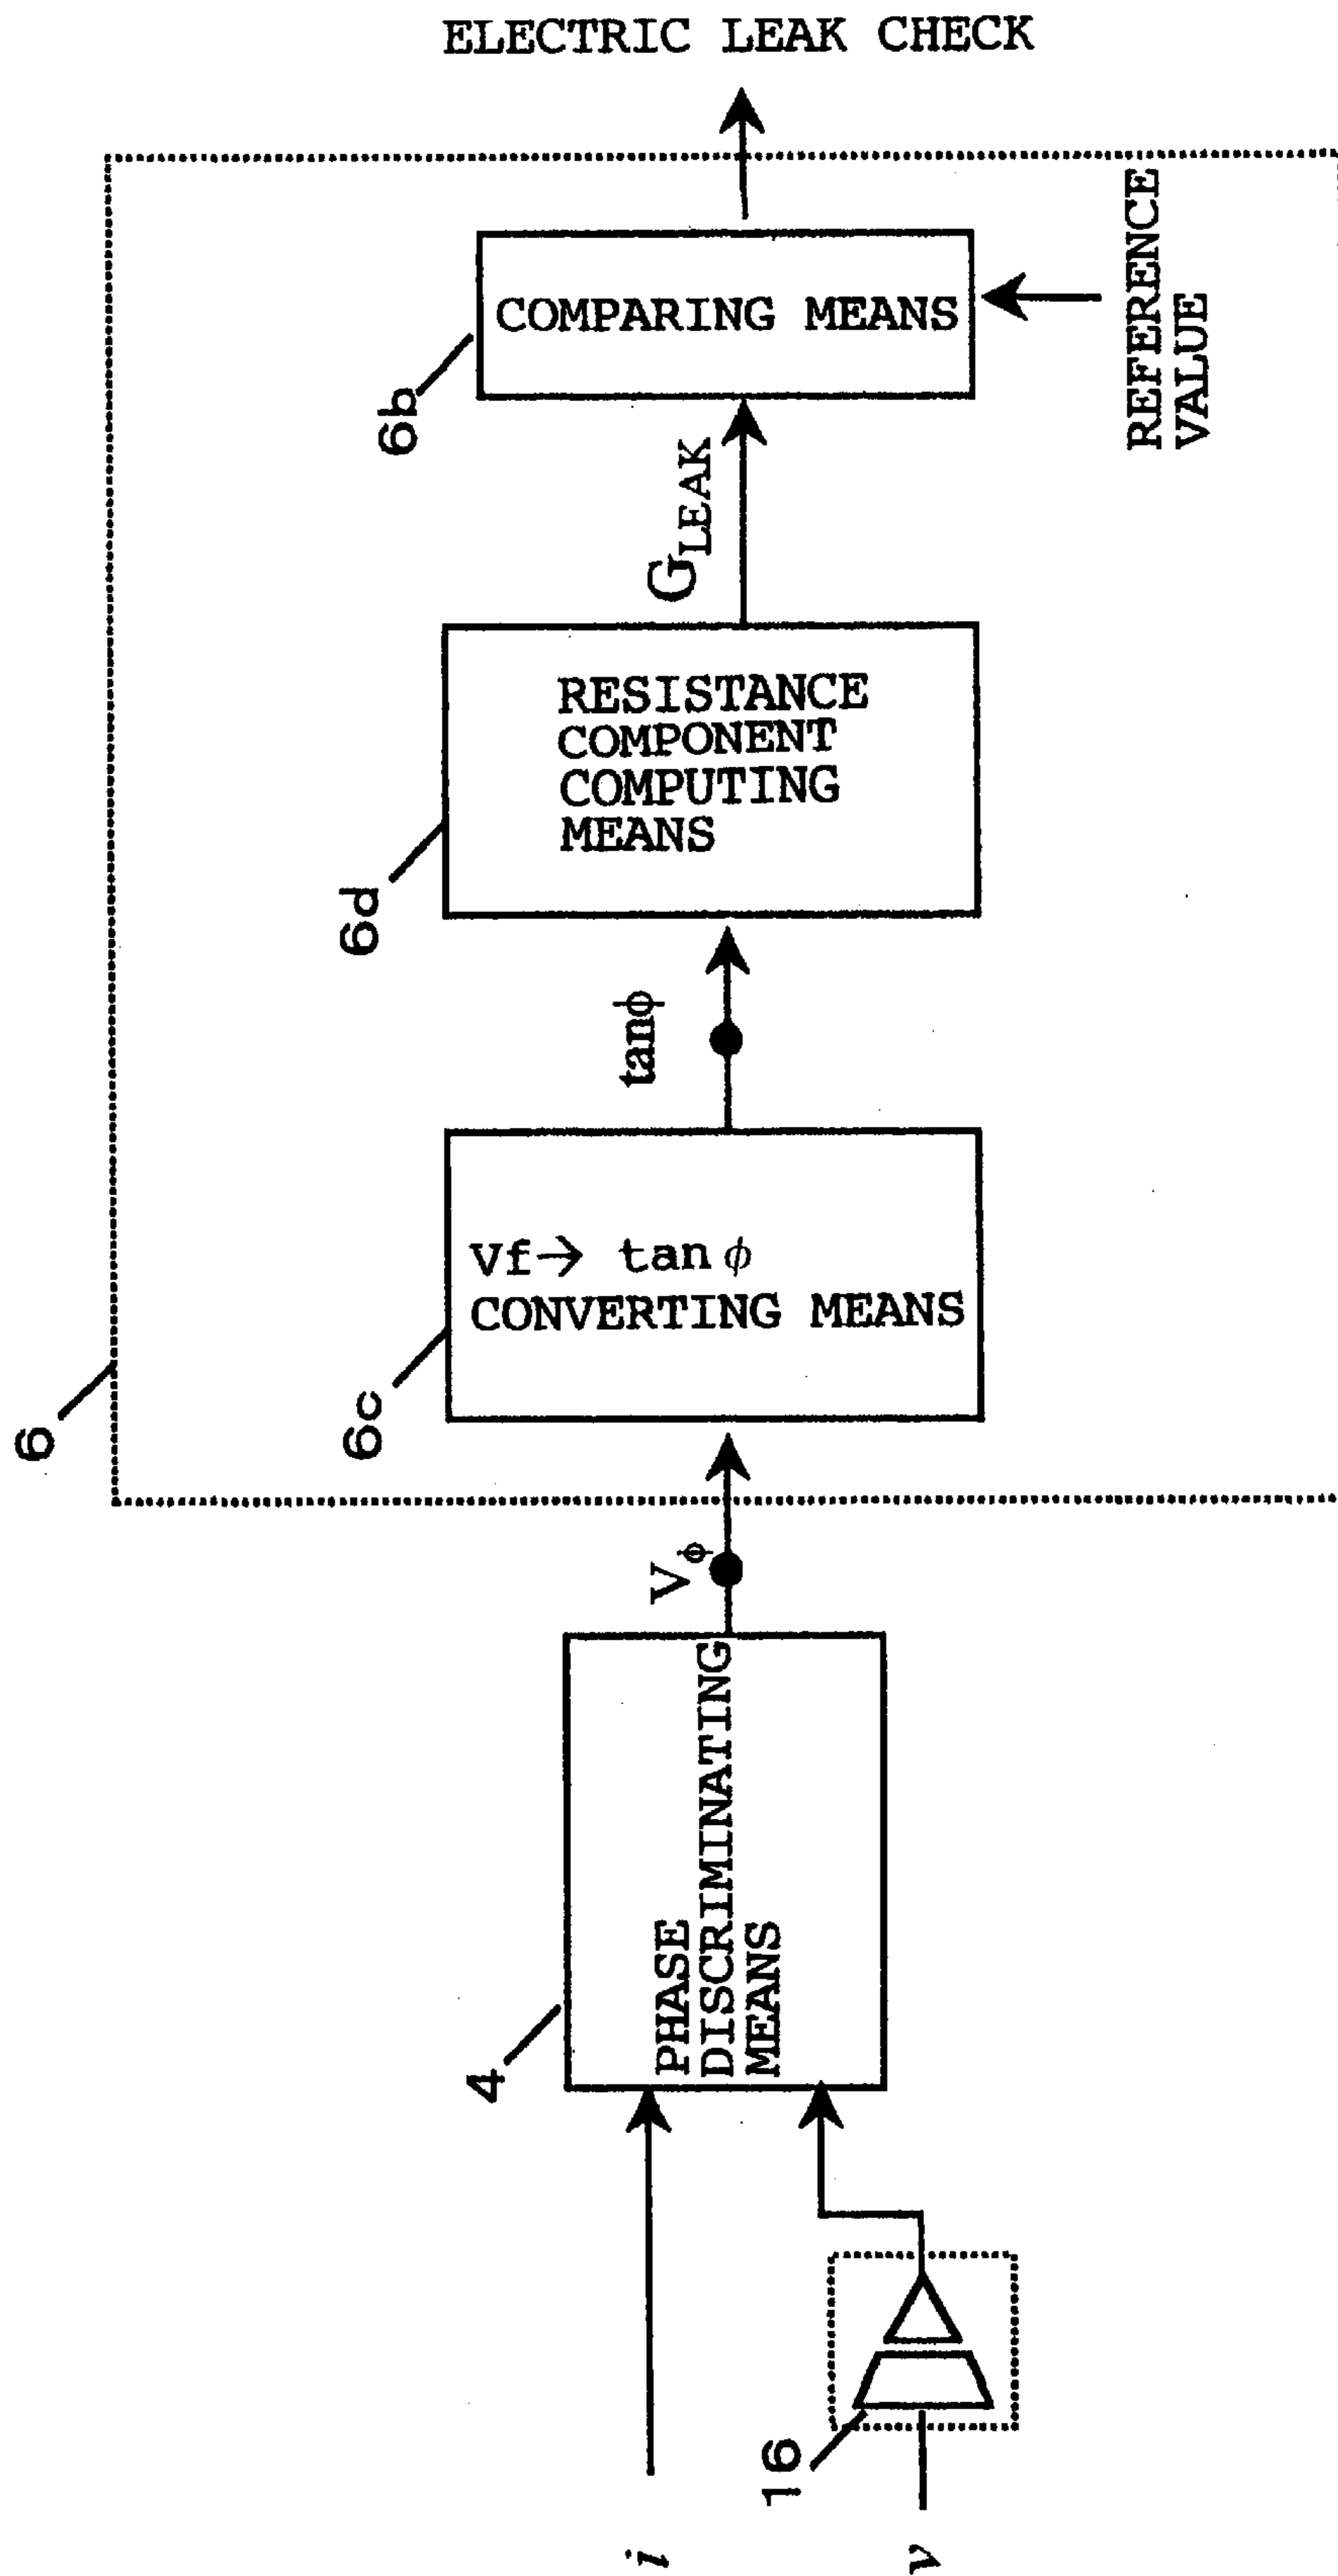 i
v
16
4
PHASE
DISCRIMINATING
MEANS
Vϕ
6
6c
Vf→ tan ϕ
CONVERTING MEANS
tanϕ
6d
RESISTANCE
COMPONENT
COMPUTING
MEANS
GLEAK
6b
COMPARING MEANS
REFERENCE
VALUE
ELECTRIC LEAK CHECK